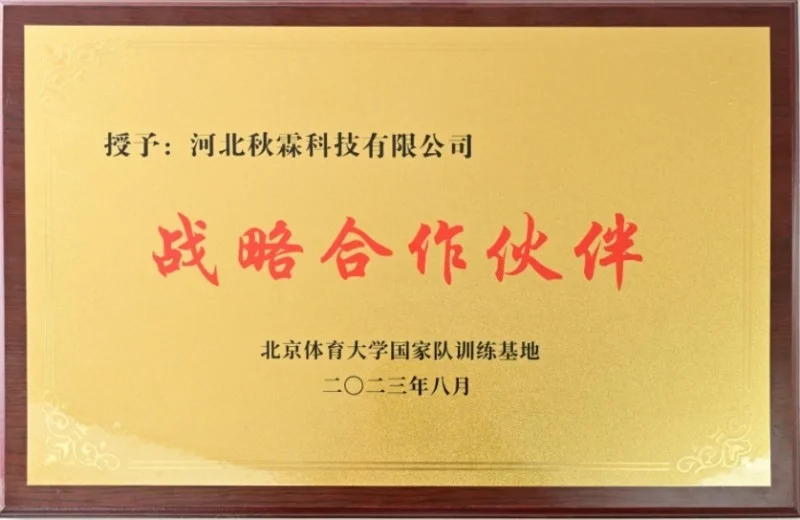 授予：河北秋霖科技有限公司
战略合作伙伴
北京体育大学国家队训练基地
二〇二三年八月